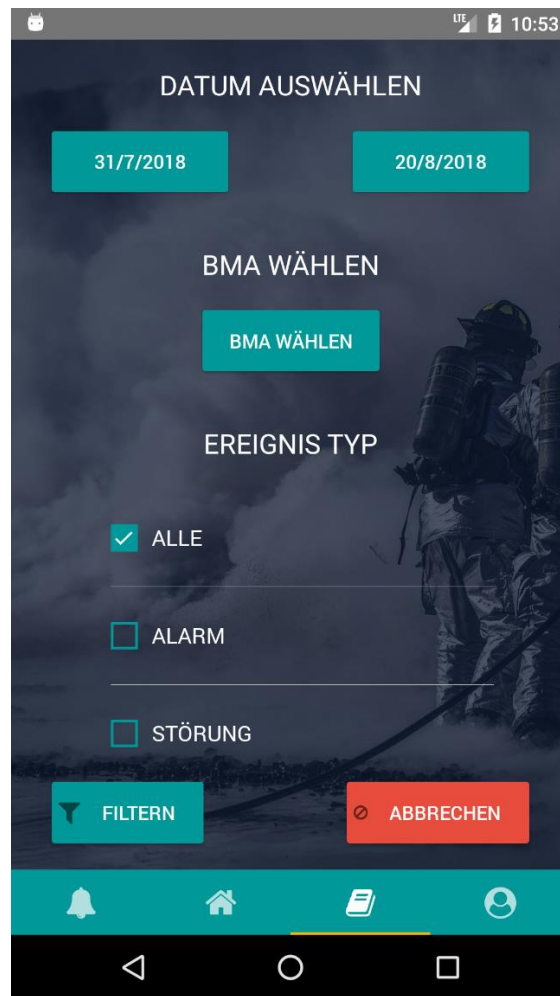 LTE 10:53
DATUM AUSWÄHLEN
31/7/2018 20/8/2018
BMA WÄHLEN
BMA WÄHLEN
EREIGNIS TYP
ALLE
ALARM
STÖRUNG
FILTERN ABBRECHEN